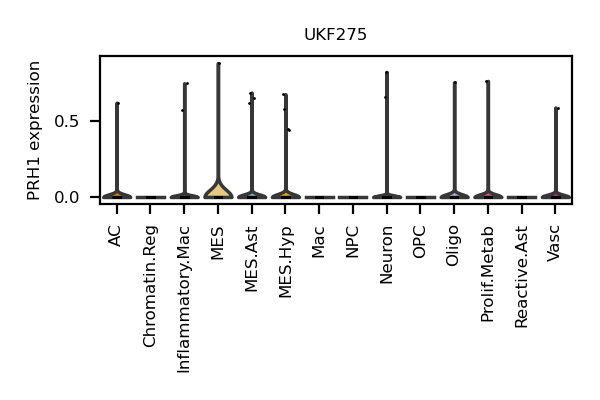 UKF275
PRH1 expression
0.5
0.0
AC
Chromatin.Reg
Inflammatory.Mac
MES
MES.Ast
MES.Hyp
Mac
NPC
Neuron
OPC
Oligo
Prolif.Metab
Reactive.Ast
Vasc